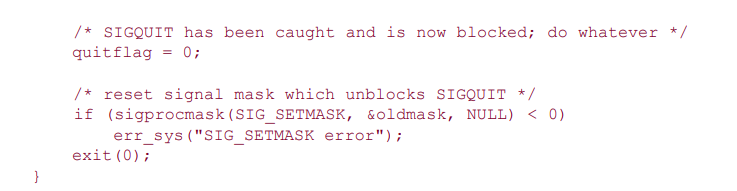 /* SIGQUIT has been caught and is now blocked; do whatever */
quitflag = 0;
/* reset signal mask which unblocks SIGQUIT */
if (sigprocmask(SIG_SETMASK, &oldmask, NULL) < 0)
err_sys("SIG_SETMASK error");
exit(0);
}